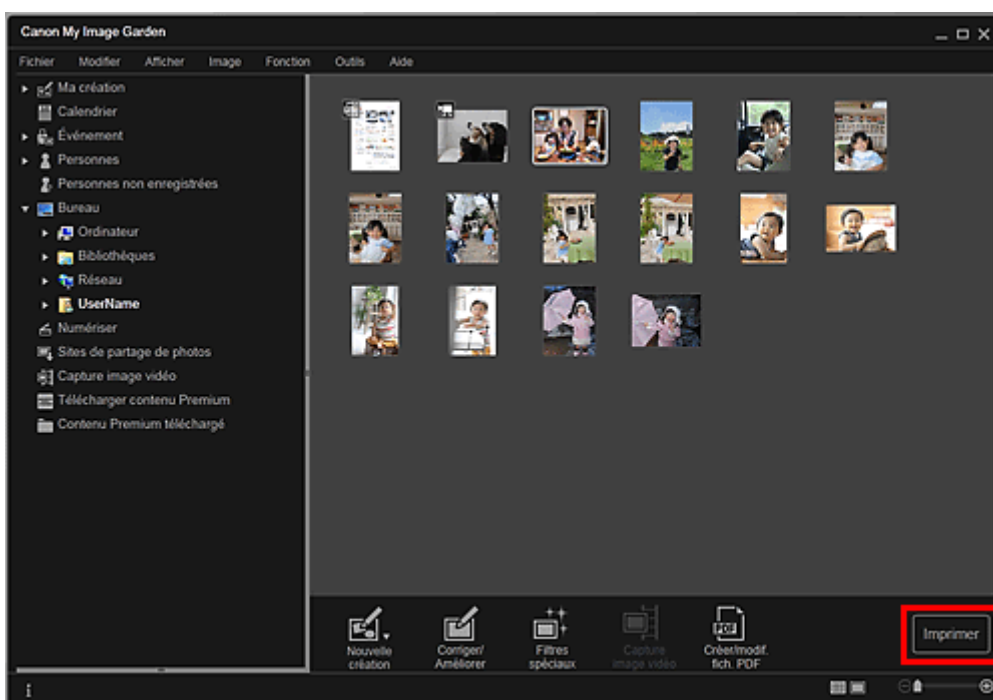 Canon My Image Garden
Fichier Modifier Afficher Image Fonction Outils Aide
Ma création
Calendrier
Événement
Personnes
Personnes non enregistrées
Bureau
Ordinateur
Bibliothèques
Réseau
UserName
Numériser
Sites de partage de photos
Capture image vidéo
Télécharger contenu Premium
Contenu Premium téléchargé
Nouvelle
création
Corriger/
Améliorer
Filtres
spéciaux
Capture
image vidéo
PDF
Créer/modif.
fich. PDF
Imprimer